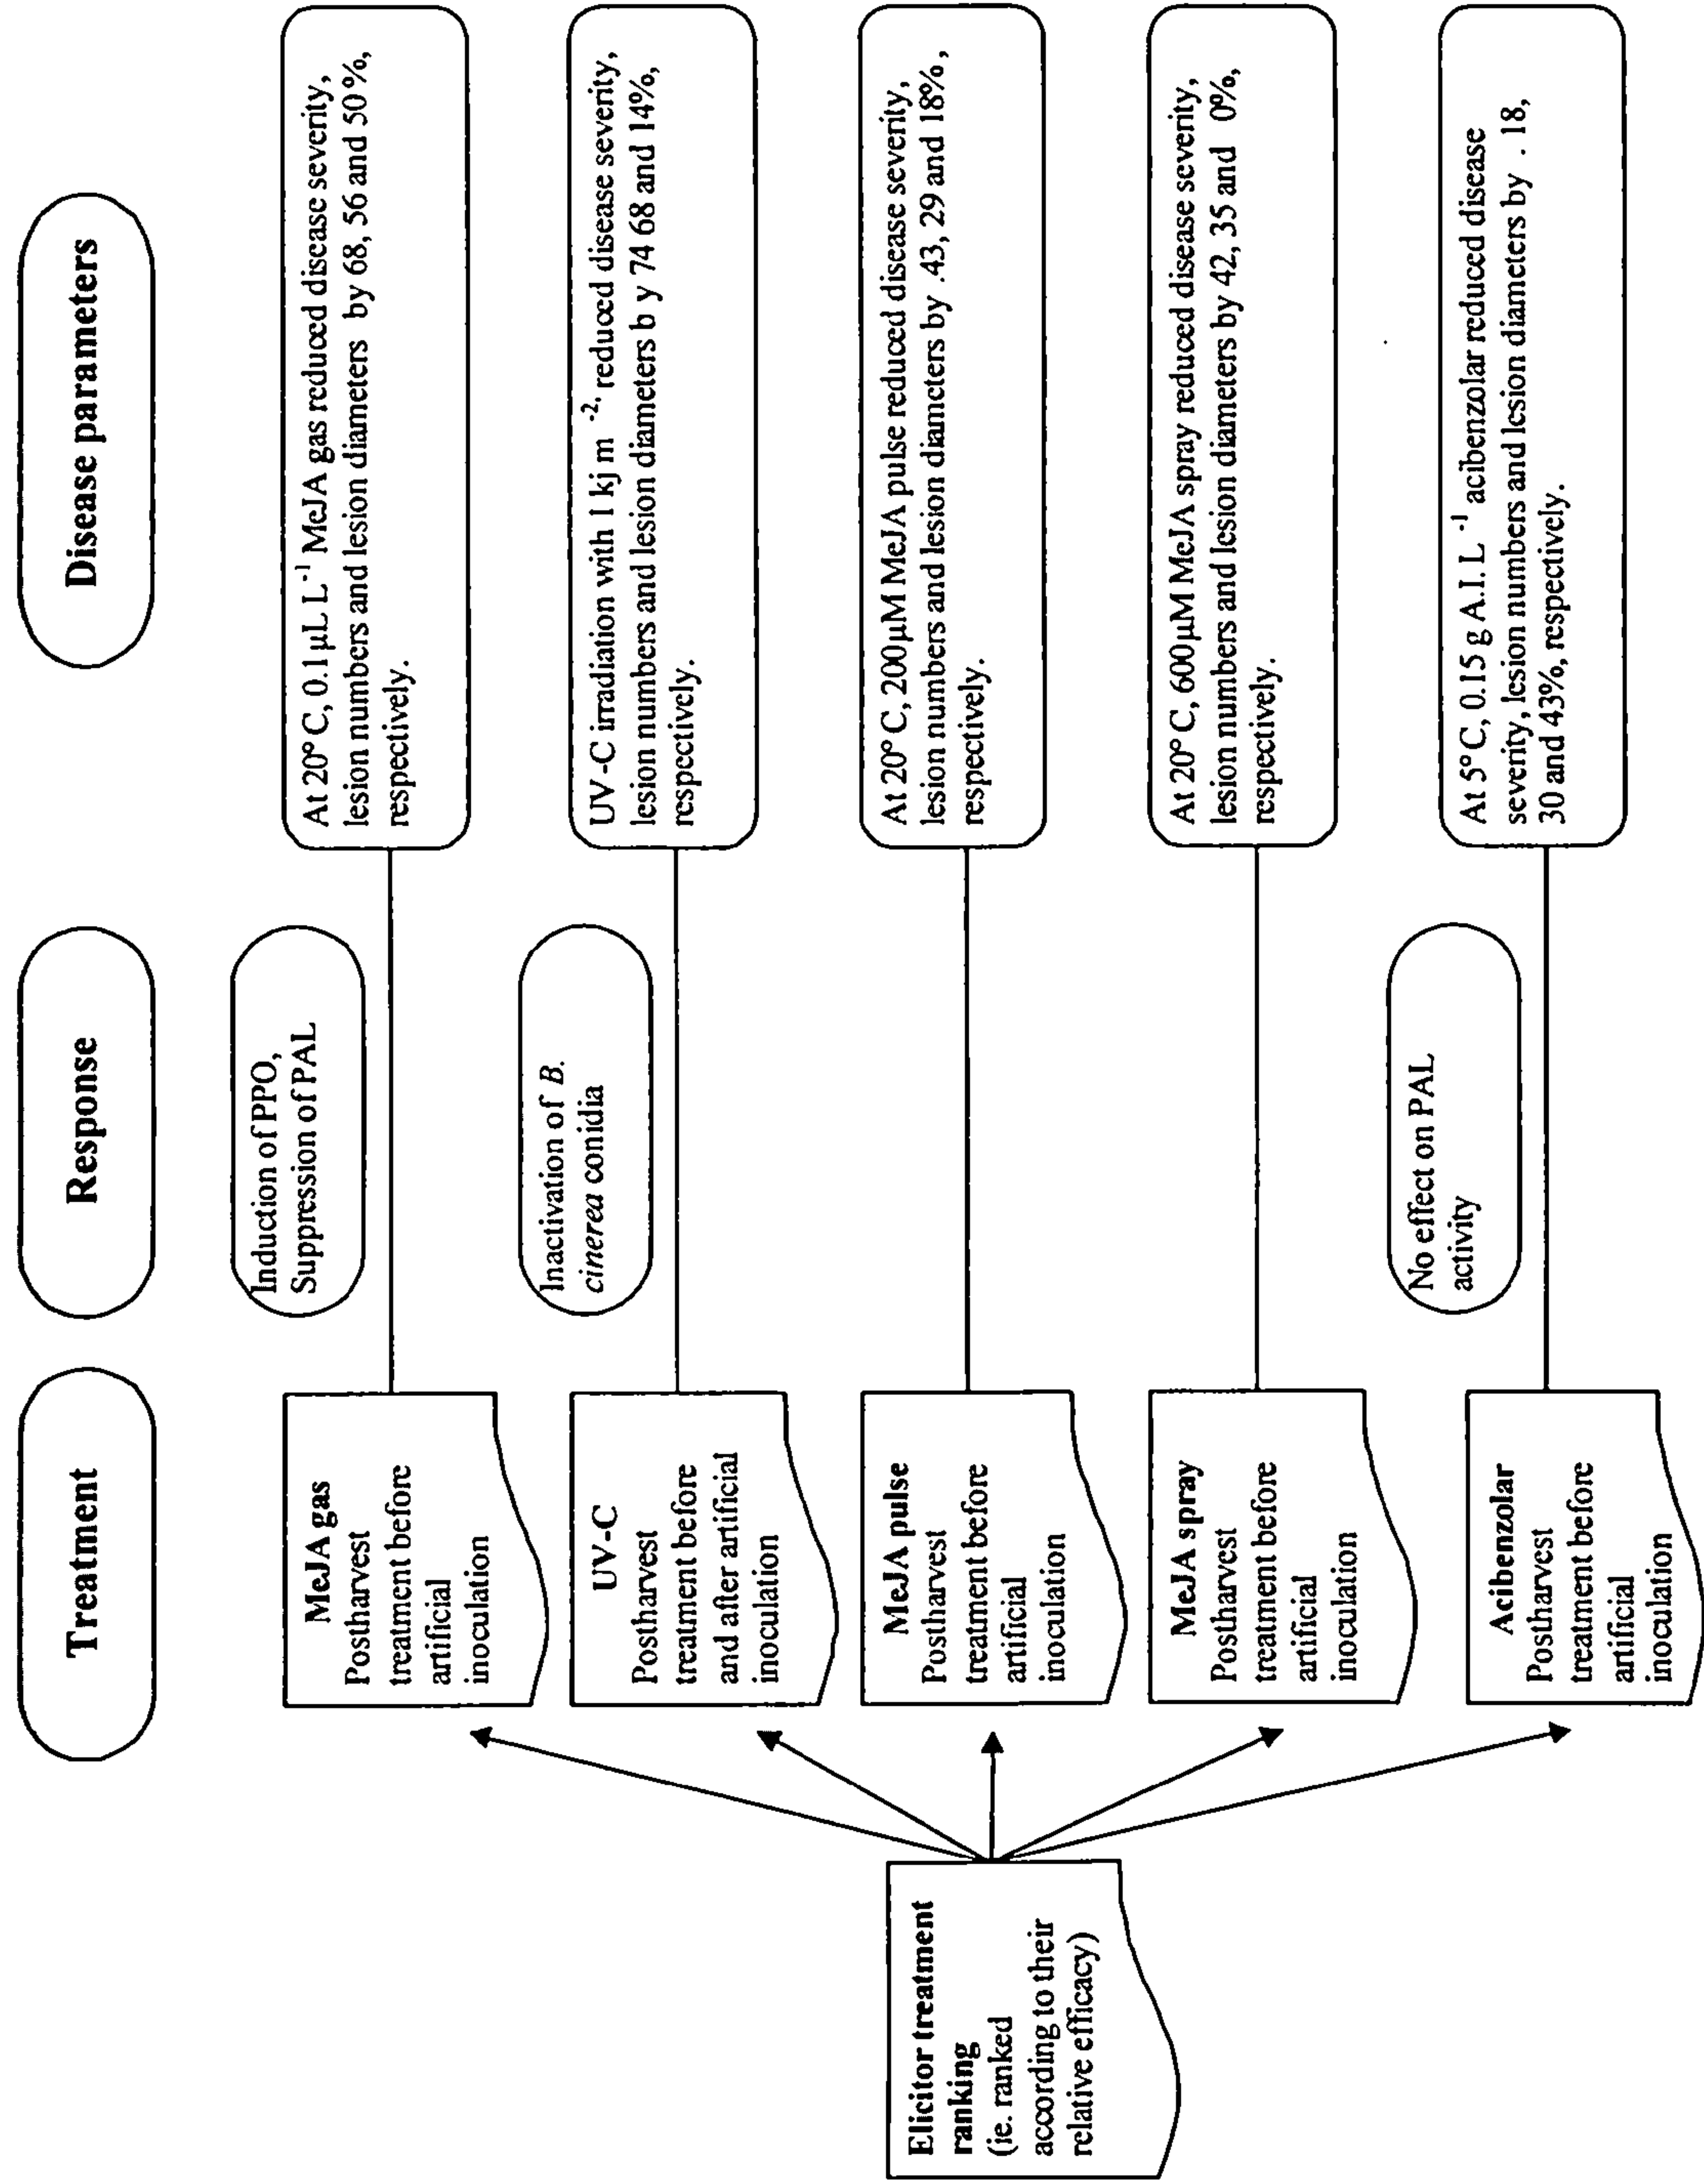 Treatment
Response
Disease parameters
Elicitor treatment
ranking
(ie. ranked
according to their
relative efficacy)
MeJA gas
Postharvest
treatment before
artificial
inoculation
Induction of PPO,
Suppression of PAL
At 20° C, 0.1 µL L⁻¹ MeJA gas reduced disease severity,
lesion numbers and lesion diameters by 68, 56 and 50%,
respectively.
UV-C
Postharvest
treatment before
and after artificial
inoculation
Inactivation of B.
cinerea conidia
UV-C irradiation with 1 kj m ⁻², reduced disease severity,
lesion numbers and lesion diameters b y 74 68 and 14%,
respectively.
MeJA pulse
Postharvest
treatment before
artificial
inoculation
At 20° C, 200µM MeJA pulse reduced disease severity,
lesion numbers and lesion diameters by .43, 29 and 18%,
respectively.
MeJA spray
Postharvest
treatment before
artificial
inoculation
At 20° C, 600µM MeJA spray reduced disease severity,
lesion numbers and lesion diameters by 42, 35 and 0%,
respectively.
Acibenzolar
Postharvest
treatment before
artificial
inoculation
No effect on PAL
activity
At 5° C, 0.15 g A.I. L ⁻¹ acibenzolar reduced disease
severity, lesion numbers and lesion diameters by . 18,
30 and 43%, respectively.